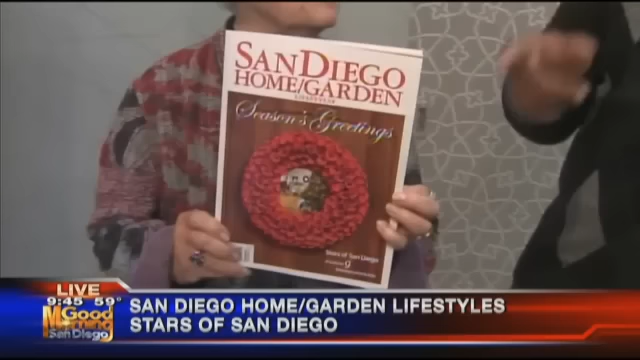 SAN DIEGO
HOME/GARDEN
Season's Greetings
Stars of San Diego
9
LIVE
9:45 59°
Good
Morning
San Diego
SAN DIEGO HOME/GARDEN LIFESTYLES
STARS OF SAN DIEGO